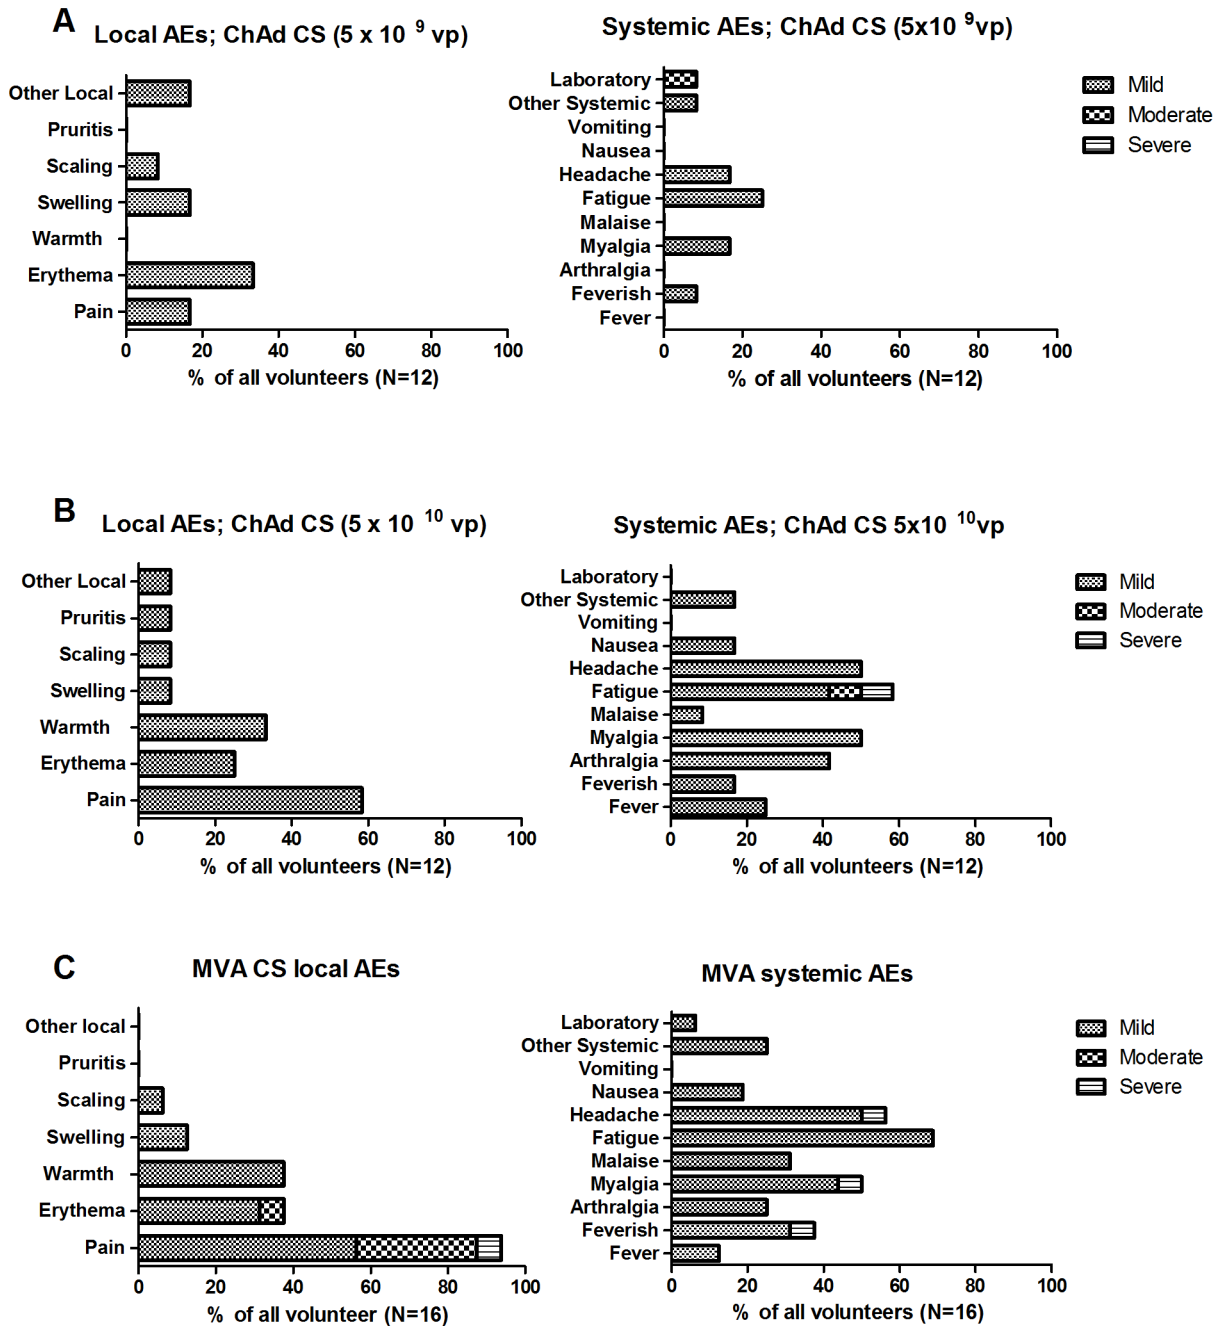 A
Local AEs; ChAd CS (5 x 10 9 vp)
Other Local
Pruritis
Scaling
Swelling
Warmth
Erythema
Pain
0 20 40 60 80 100
% of all volunteers (N=12)
Systemic AEs; ChAd CS (5x10 9vp)
Laboratory
Other Systemic
Vomiting
Nausea
Headache
Fatigue
Malaise
Myalgia
Arthralgia
Feverish
Fever
0 20 40 60 80 100
% of all volunteers (N=12)
Mild
Moderate
Severe
B
Local AEs; ChAd CS (5 x 10 10 vp)
Other Local
Pruritis
Scaling
Swelling
Warmth
Erythema
Pain
0 20 40 60 80 100
% of all volunteers (N=12)
Systemic AEs; ChAd CS 5x10 10vp
Laboratory
Other Systemic
Vomiting
Nausea
Headache
Fatigue
Malaise
Myalgia
Arthralgia
Feverish
Fever
0 20 40 60 80 100
% of all volunteers (N=12)
Mild
Moderate
Severe
C
MVA CS local AEs
Other local
Pruritis
Scaling
Swelling
Warmth
Erythema
Pain
0 20 40 60 80 100
% of all volunteer (N=16)
MVA systemic AEs
Laboratory
Other Systemic
Vomiting
Nausea
Headache
Fatigue
Malaise
Myalgia
Arthralgia
Feverish
Fever
0 20 40 60 80 100
% of all volunteers (N=16)
Mild
Moderate
Severe